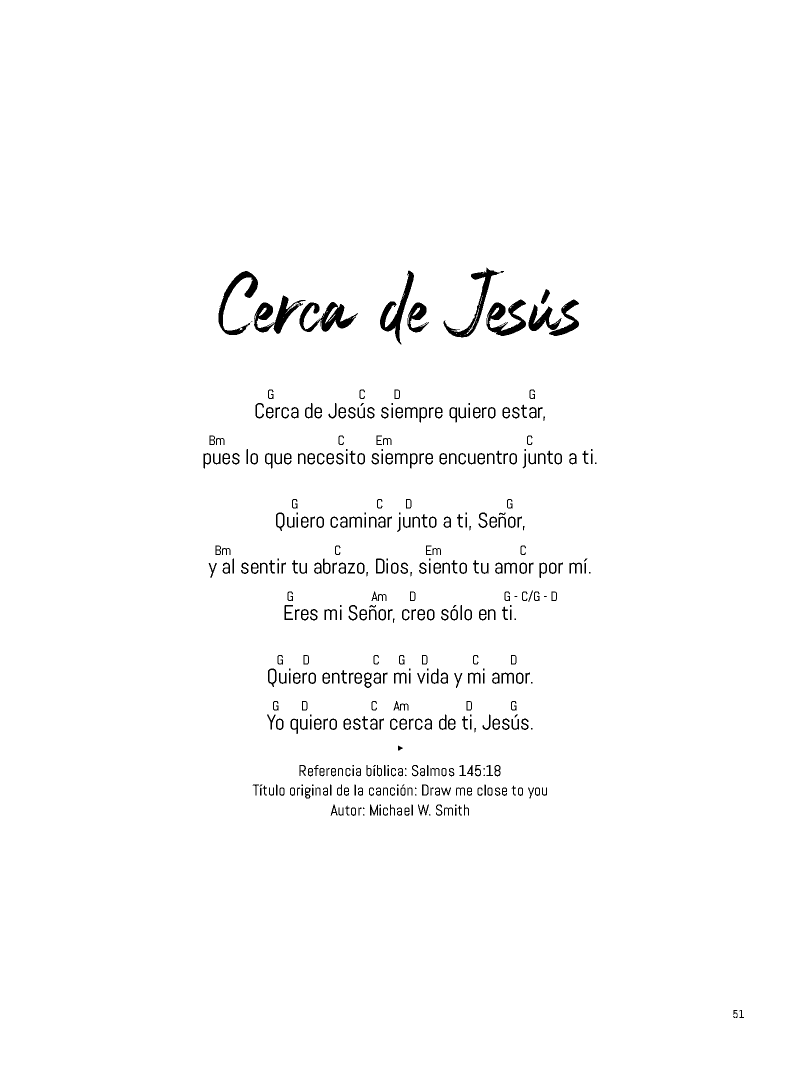 Cerca de Jesús
G C D G
Cerca de Jesús siempre quiero estar,
Bm C Em C
pues lo que necesito siempre encuentro junto a ti.
G C D G
Quiero caminar junto a ti, Señor,
Bm C Em C
y al sentir tu abrazo, Dios, siento tu amor por mí.
G Am D G - C/G - D
Eres mi Señor, creo sólo en ti.
G D C G D C D
Quiero entregar mi vida y mi amor.
G D C Am D G
Yo quiero estar cerca de ti, Jesús.
Referencia bíblica: Salmos 145:18
Título original de la canción: Draw me close to you
Autor: Michael W. Smith
51